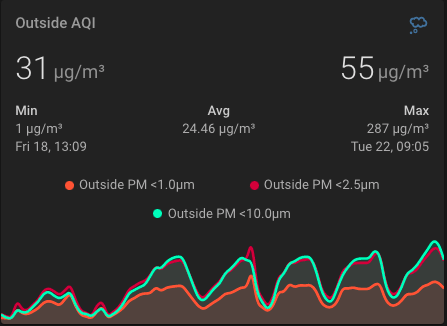 Outside AQI
31 µg/m³ 55 µg/m³
Min Avg Max
1 µg/m³ 24.46 µg/m³ 287 µg/m³
Fri 18, 13:09 Tue 22, 09:05
Outside PM <1.0µm Outside PM <2.5µm
Outside PM <10.0µm